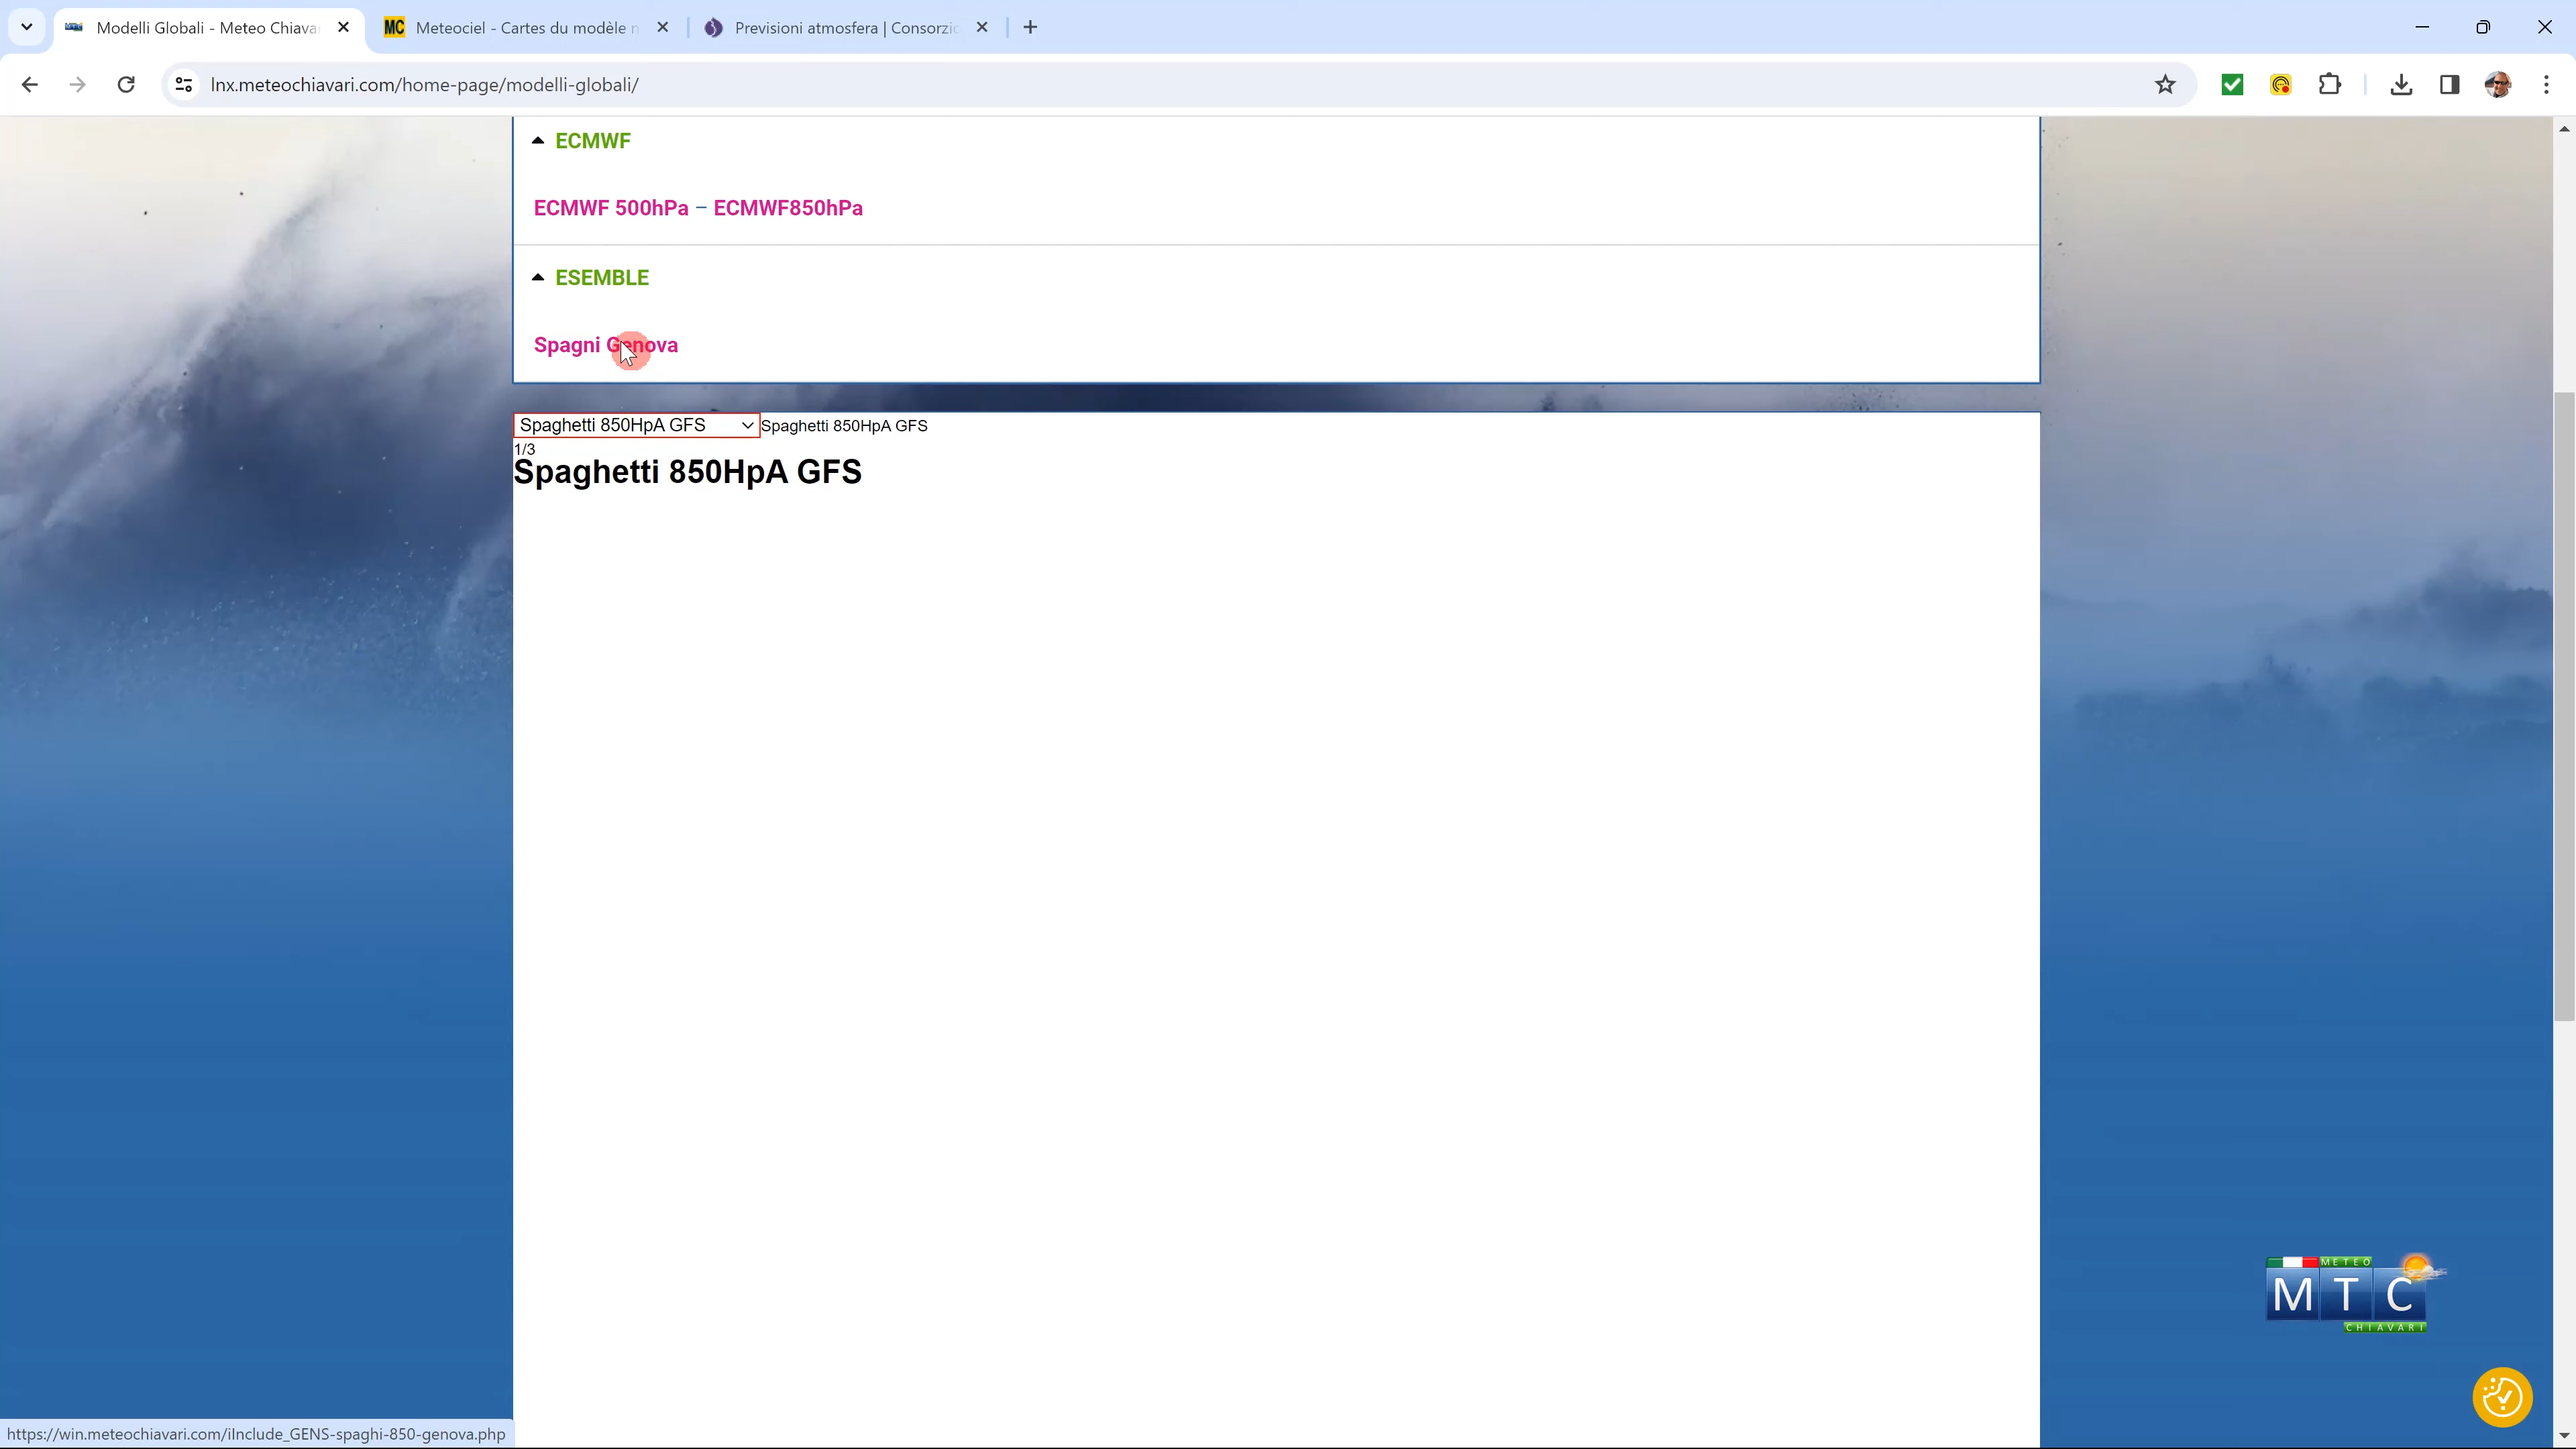 Modelli Globali - Meteo Chiava
Meteociel - Cartes du modèle n
Previsioni atmosfera | Consorzio
lnx.meteochiavari.com/home-page/modelli-globali/
ECMWF
ECMWF 500hPa – ECMWF850hPa
ESEMBLE
Spagni Genova
Spaghetti 850HpA GFS Spaghetti 850HpA GFS
1/3
Spaghetti 850HpA GFS
METEO
M T C
CHIAVARI
https://win.meteochiavari.com/iInclude_GENS-spaghi-850-genova.php